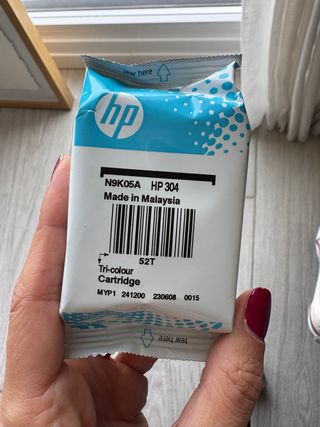 tear here
hp
N9K05A HP 304
Made in Malaysia
52T
Tri-colour
Cartridge
MYP1 241200 230608 0015
tear here